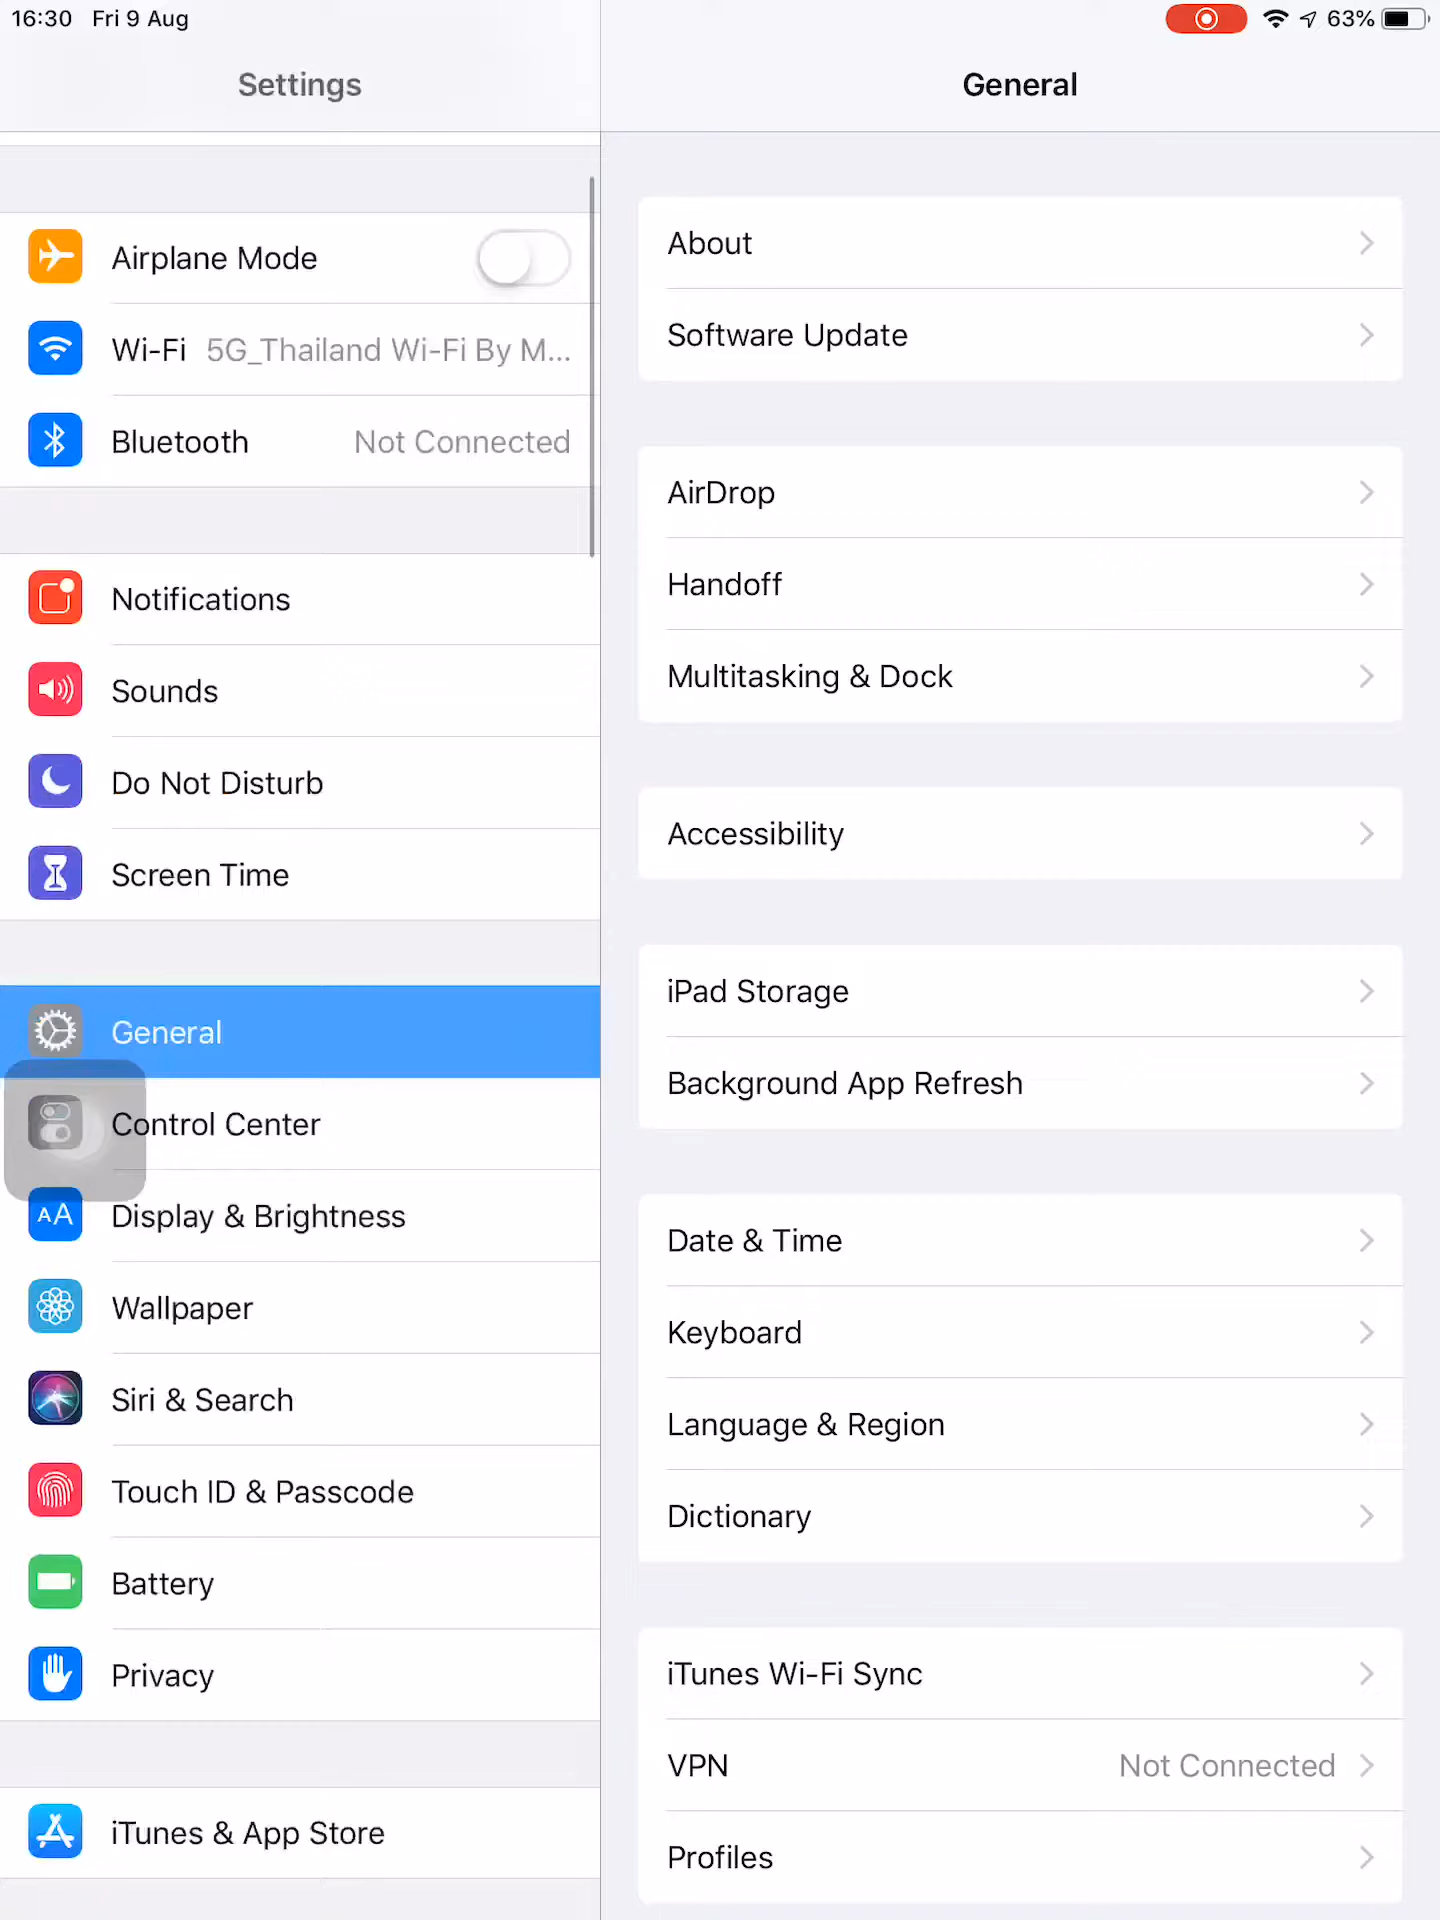 16:30 Fri 9 Aug
63%
Settings
Airplane Mode
Wi-Fi 5G_Thailand Wi-Fi By M...
Bluetooth Not Connected
Notifications
Sounds
Do Not Disturb
Screen Time
General
Control Center
AA Display & Brightness
Wallpaper
Siri & Search
Touch ID & Passcode
Battery
Privacy
iTunes & App Store
General
About
Software Update
AirDrop
Handoff
Multitasking & Dock
Accessibility
iPad Storage
Background App Refresh
Date & Time
Keyboard
Language & Region
Dictionary
iTunes Wi-Fi Sync
VPN Not Connected
Profiles